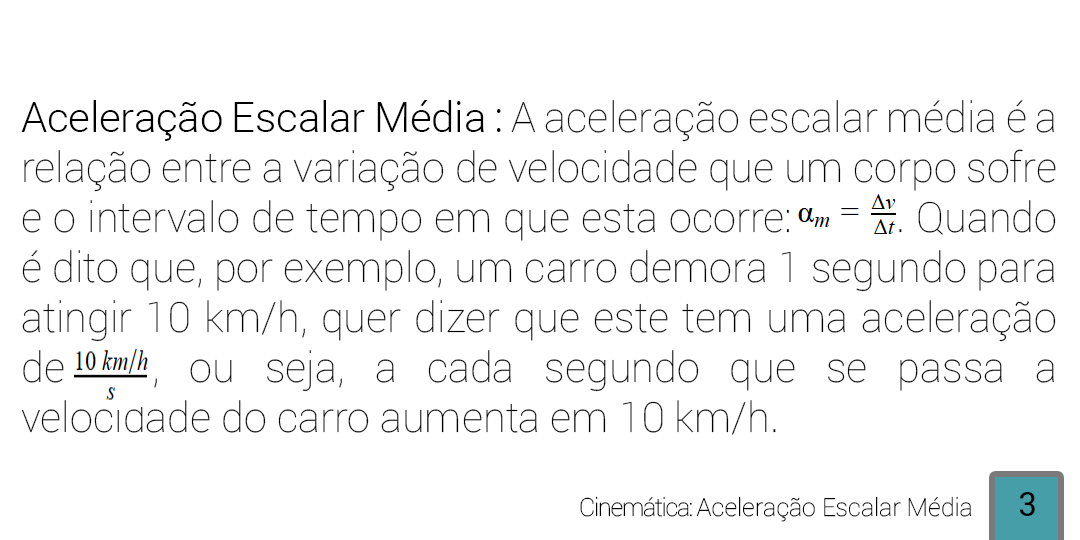 Aceleração Escalar Média : A aceleração escalar média é a
relação entre a variação de velocidade que um corpo sofre
e o intervalo de tempo em que esta ocorre: αm = Δv/Δt. Quando
é dito que, por exemplo, um carro demora 1 segundo para
atingir 10 km/h, quer dizer que este tem uma aceleração
de 10 km/h/s, ou seja, a cada segundo que se passa a
velocidade do carro aumenta em 10 km/h.
Cinemática: Aceleração Escalar Média 3